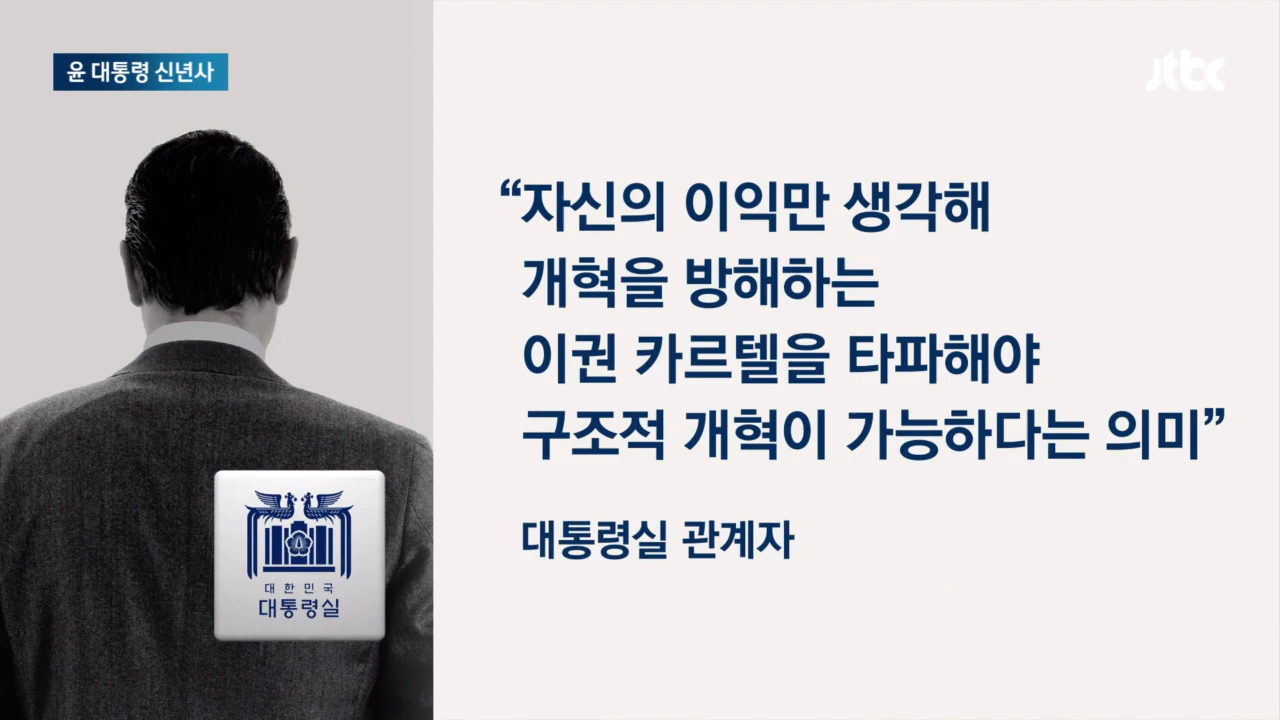 윤 대통령 신년사
jtbc
“자신의 이익만 생각해
개혁을 방해하는
이권 카르텔을 타파해야
구조적 개혁이 가능하다는 의미”
대통령실 관계자
대한민국
대통령실